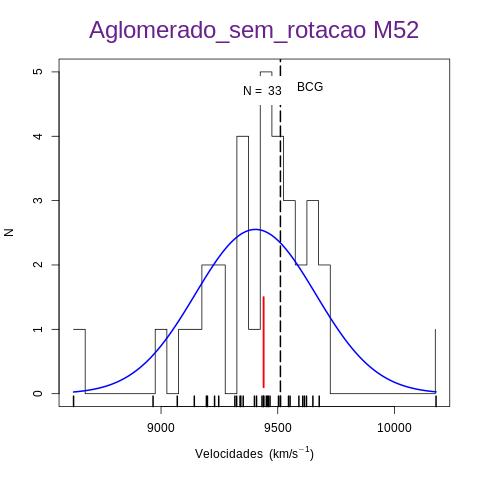 Aglomerado_sem_rotacao M52
N = 33
BCG
5
4
3
2
1
0
N
9000 9500 10000
Velocidades (km/s⁻¹)